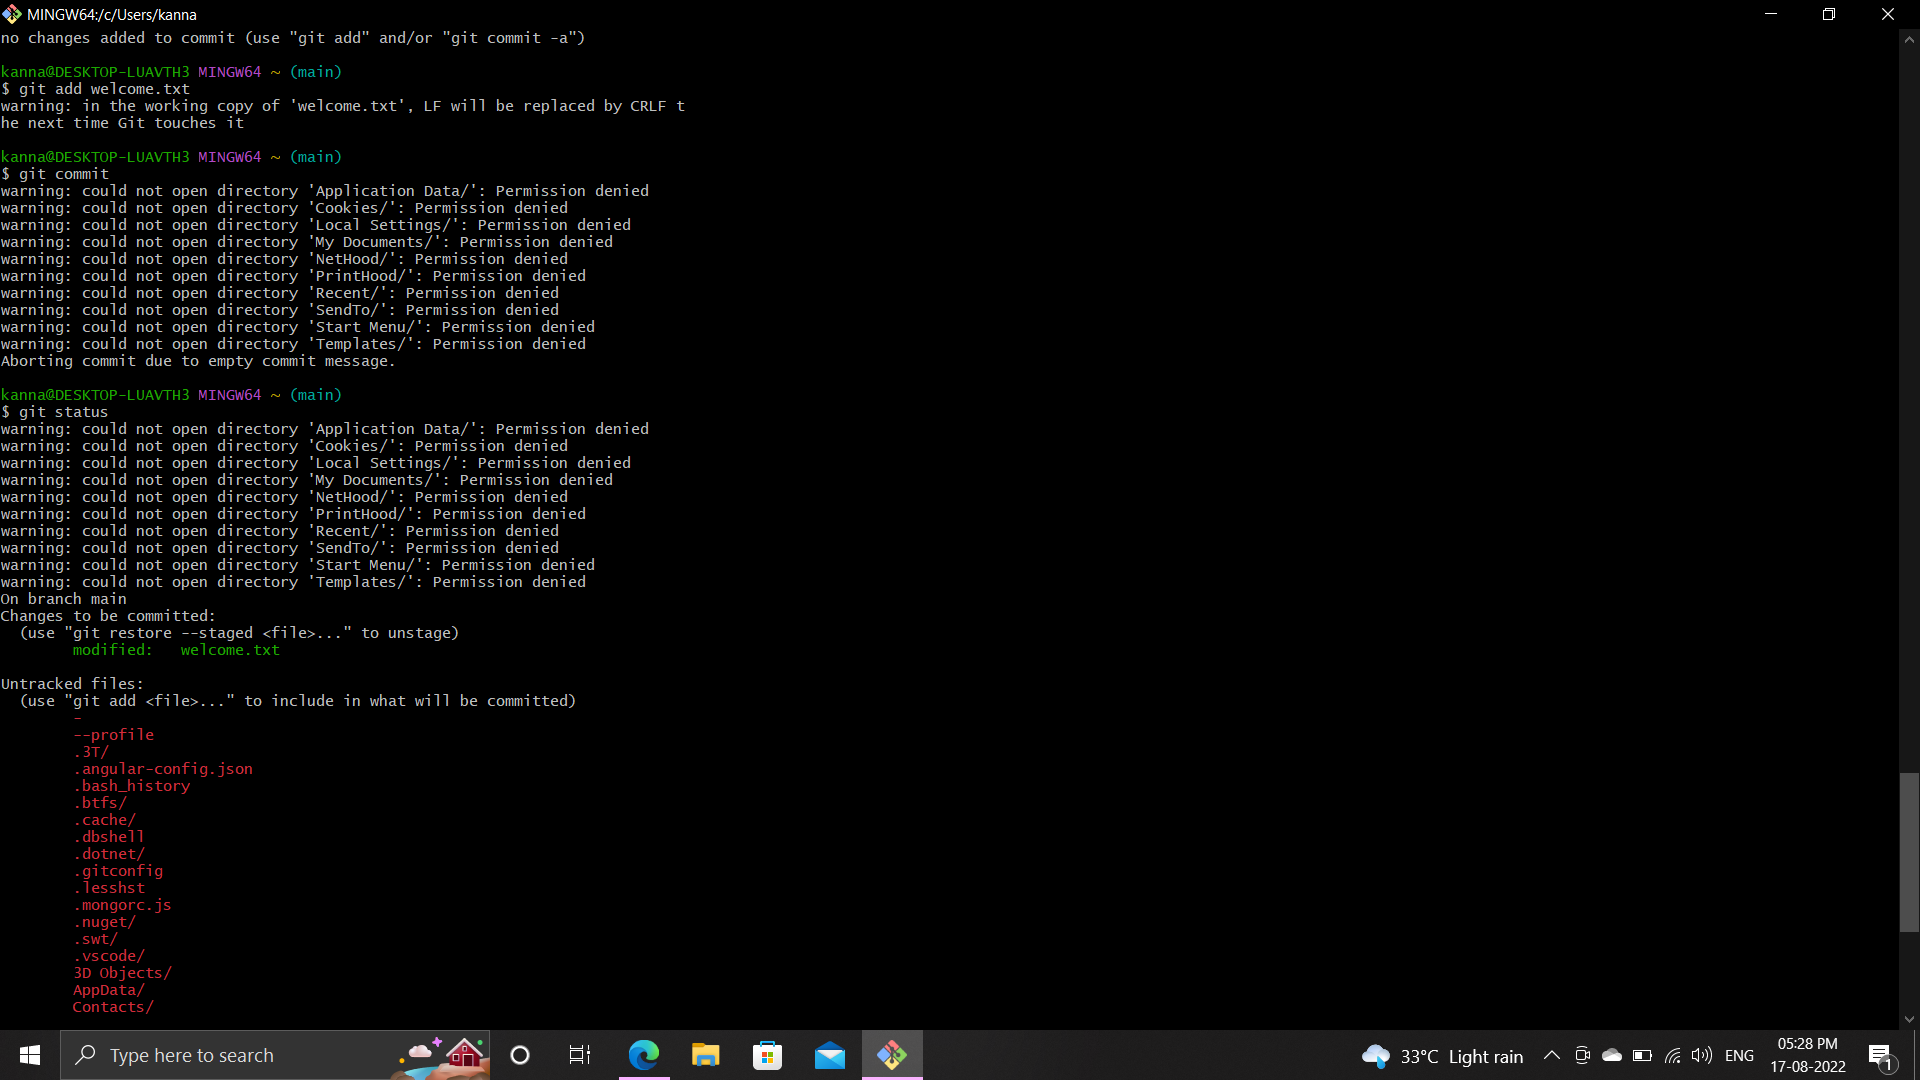 MINGW64:/c/Users/kanna
no changes added to commit (use "git add" and/or "git commit -a")
kanna@DESKTOP-LUAVTH3 MINGW64 ~ (main)
$ git add welcome.txt
warning: in the working copy of 'welcome.txt', LF will be replaced by CRLF t
he next time Git touches it
kanna@DESKTOP-LUAVTH3 MINGW64 ~ (main)
$ git commit
warning: could not open directory 'Application Data/': Permission denied
warning: could not open directory 'Cookies/': Permission denied
warning: could not open directory 'Local Settings/': Permission denied
warning: could not open directory 'My Documents/': Permission denied
warning: could not open directory 'NetHood/': Permission denied
warning: could not open directory 'PrintHood/': Permission denied
warning: could not open directory 'Recent/': Permission denied
warning: could not open directory 'SendTo/': Permission denied
warning: could not open directory 'Start Menu/': Permission denied
warning: could not open directory 'Templates/': Permission denied
Aborting commit due to empty commit message.
kanna@DESKTOP-LUAVTH3 MINGW64 ~ (main)
$ git status
warning: could not open directory 'Application Data/': Permission denied
warning: could not open directory 'Cookies/': Permission denied
warning: could not open directory 'Local Settings/': Permission denied
warning: could not open directory 'My Documents/': Permission denied
warning: could not open directory 'NetHood/': Permission denied
warning: could not open directory 'PrintHood/': Permission denied
warning: could not open directory 'Recent/': Permission denied
warning: could not open directory 'SendTo/': Permission denied
warning: could not open directory 'Start Menu/': Permission denied
warning: could not open directory 'Templates/': Permission denied
On branch main
Changes to be committed:
  (use "git restore --staged <file>..." to unstage)
        modified:   welcome.txt
Untracked files:
  (use "git add <file>..." to include in what will be committed)
        -
        --profile
        .3T/
        .angular-config.json
        .bash_history
        .btfs/
        .cache/
        .dbshell
        .dotnet/
        .gitconfig
        .lesshst
        .mongorc.js
        .nuget/
        .swt/
        .vscode/
        3D Objects/
        AppData/
        Contacts/
Type here to search
33°C Light rain
ENG
05:28 PM
17-08-2022
1